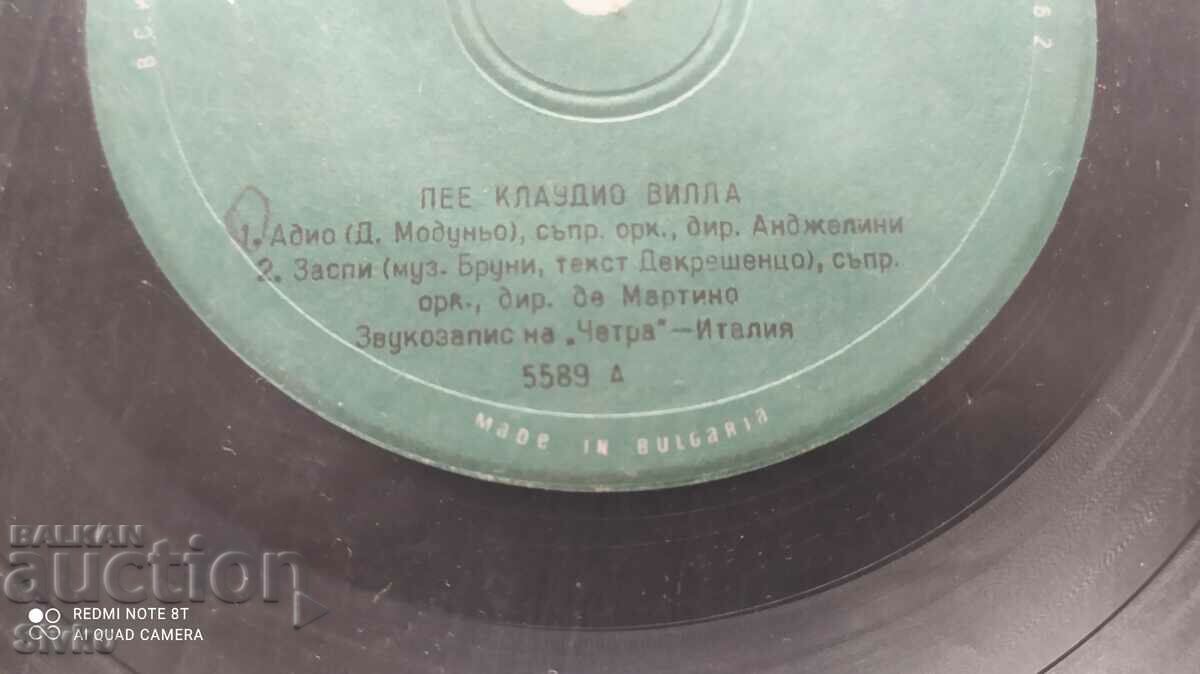 ПЕЕ КЛАУДИО ВИЛЛА
1. Адио (Д. Модуньо), съпр. орк., дир. Анджелини
2. Заспи (муз. Бруни, текст Декрешенцо), съпр.
орк., дир. де Мартино
Звукозапис на „Четра" — Италия
5589 А
MADE IN BULGARIA
BALKAN
auction
REDMI NOTE 8T
AI QUAD CAMERA